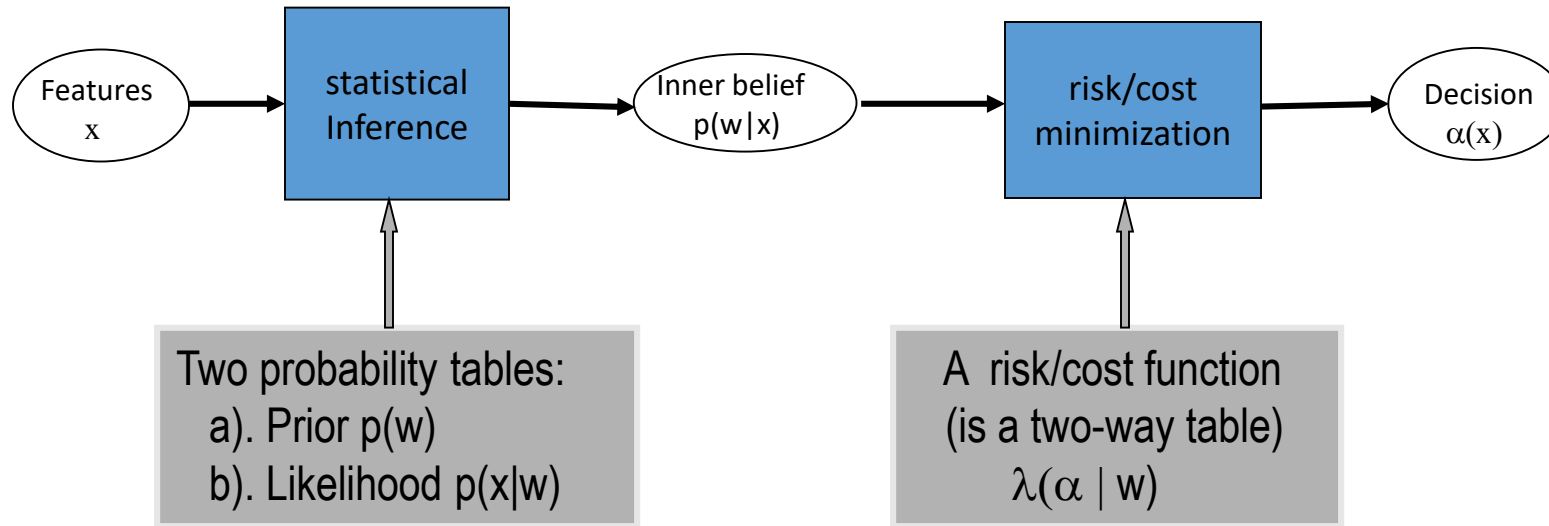 Features
x
statistical
Inference
Inner belief
p(w|x)
risk/cost
minimization
Decision
α(x)
Two probability tables:
a). Prior p(w)
b). Likelihood p(x|w)
A risk/cost function
(is a two-way table)
λ(α | w)